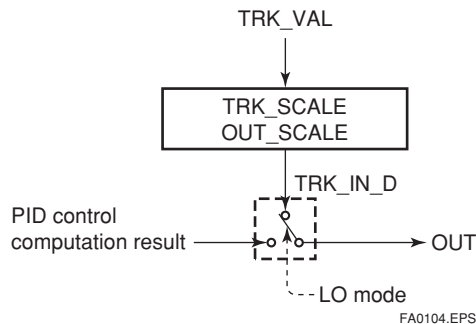 TRK_VAL
TRK_SCALE
OUT_SCALE
TRK_IN_D
PID control
computation result
OUT
LO mode
FA0104.EPS